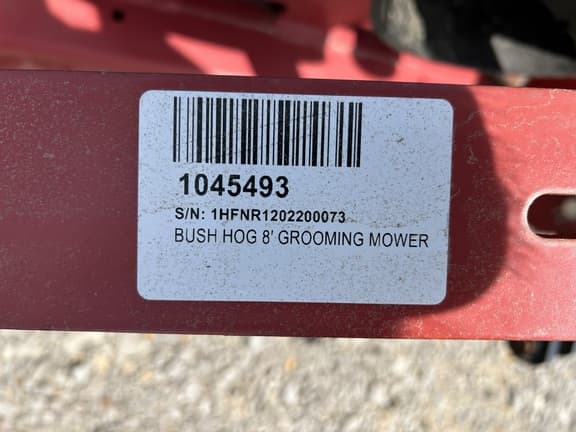 1045493
S/N: 1HFNR1202200073
BUSH HOG 8' GROOMING MOWER